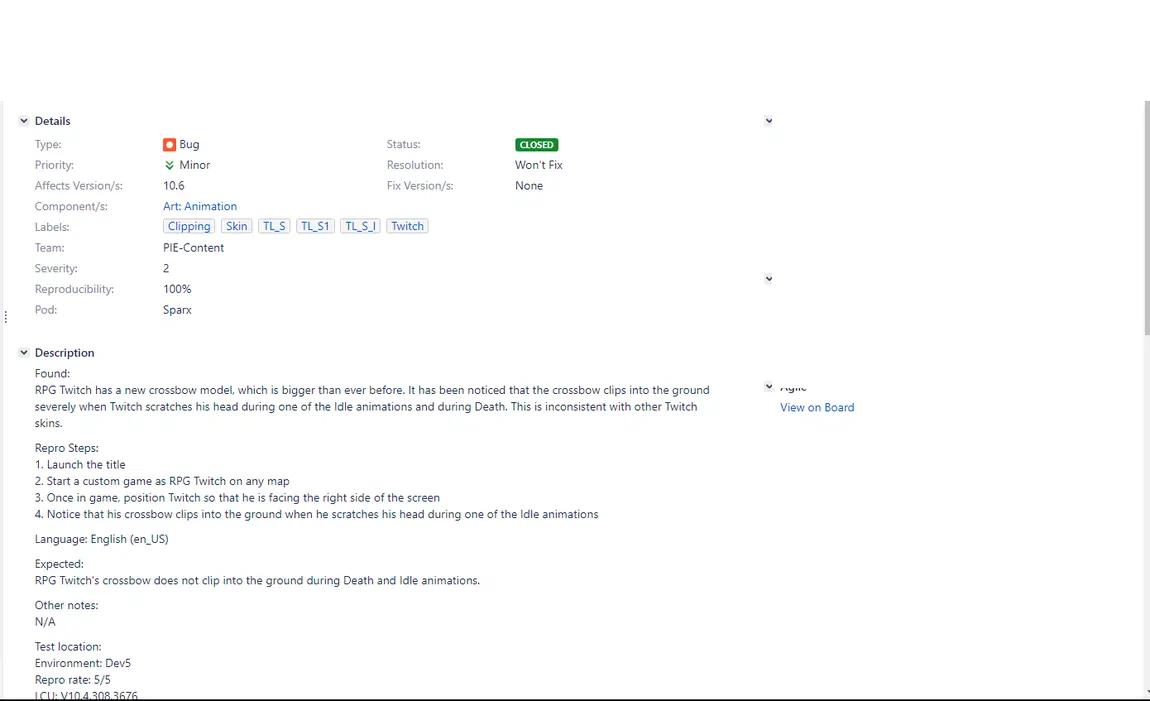 Details
Type: Bug Status: CLOSED
Priority: Minor Resolution: Won't Fix
Affects Version/s: 10.6 Fix Version/s: None
Component/s: Art: Animation
Labels: Clipping Skin TL_S TL_S1 TL_S_I Twitch
Team: PIE-Content
Severity: 2
Reproducibility: 100%
Pod: Sparx
Description
Found:
RPG Twitch has a new crossbow model, which is bigger than ever before. It has been noticed that the crossbow clips into the ground
severely when Twitch scratches his head during one of the Idle animations and during Death. This is inconsistent with other Twitch
skins.
Repro Steps:
1. Launch the title
2. Start a custom game as RPG Twitch on any map
3. Once in game, position Twitch so that he is facing the right side of the screen
4. Notice that his crossbow clips into the ground when he scratches his head during one of the Idle animations
Language: English (en_US)
Expected:
RPG Twitch's crossbow does not clip into the ground during Death and Idle animations.
Other notes:
N/A
Test location:
Environment: Dev5
Repro rate: 5/5
LCU: V10.4.308.3676
Agile
View on Board